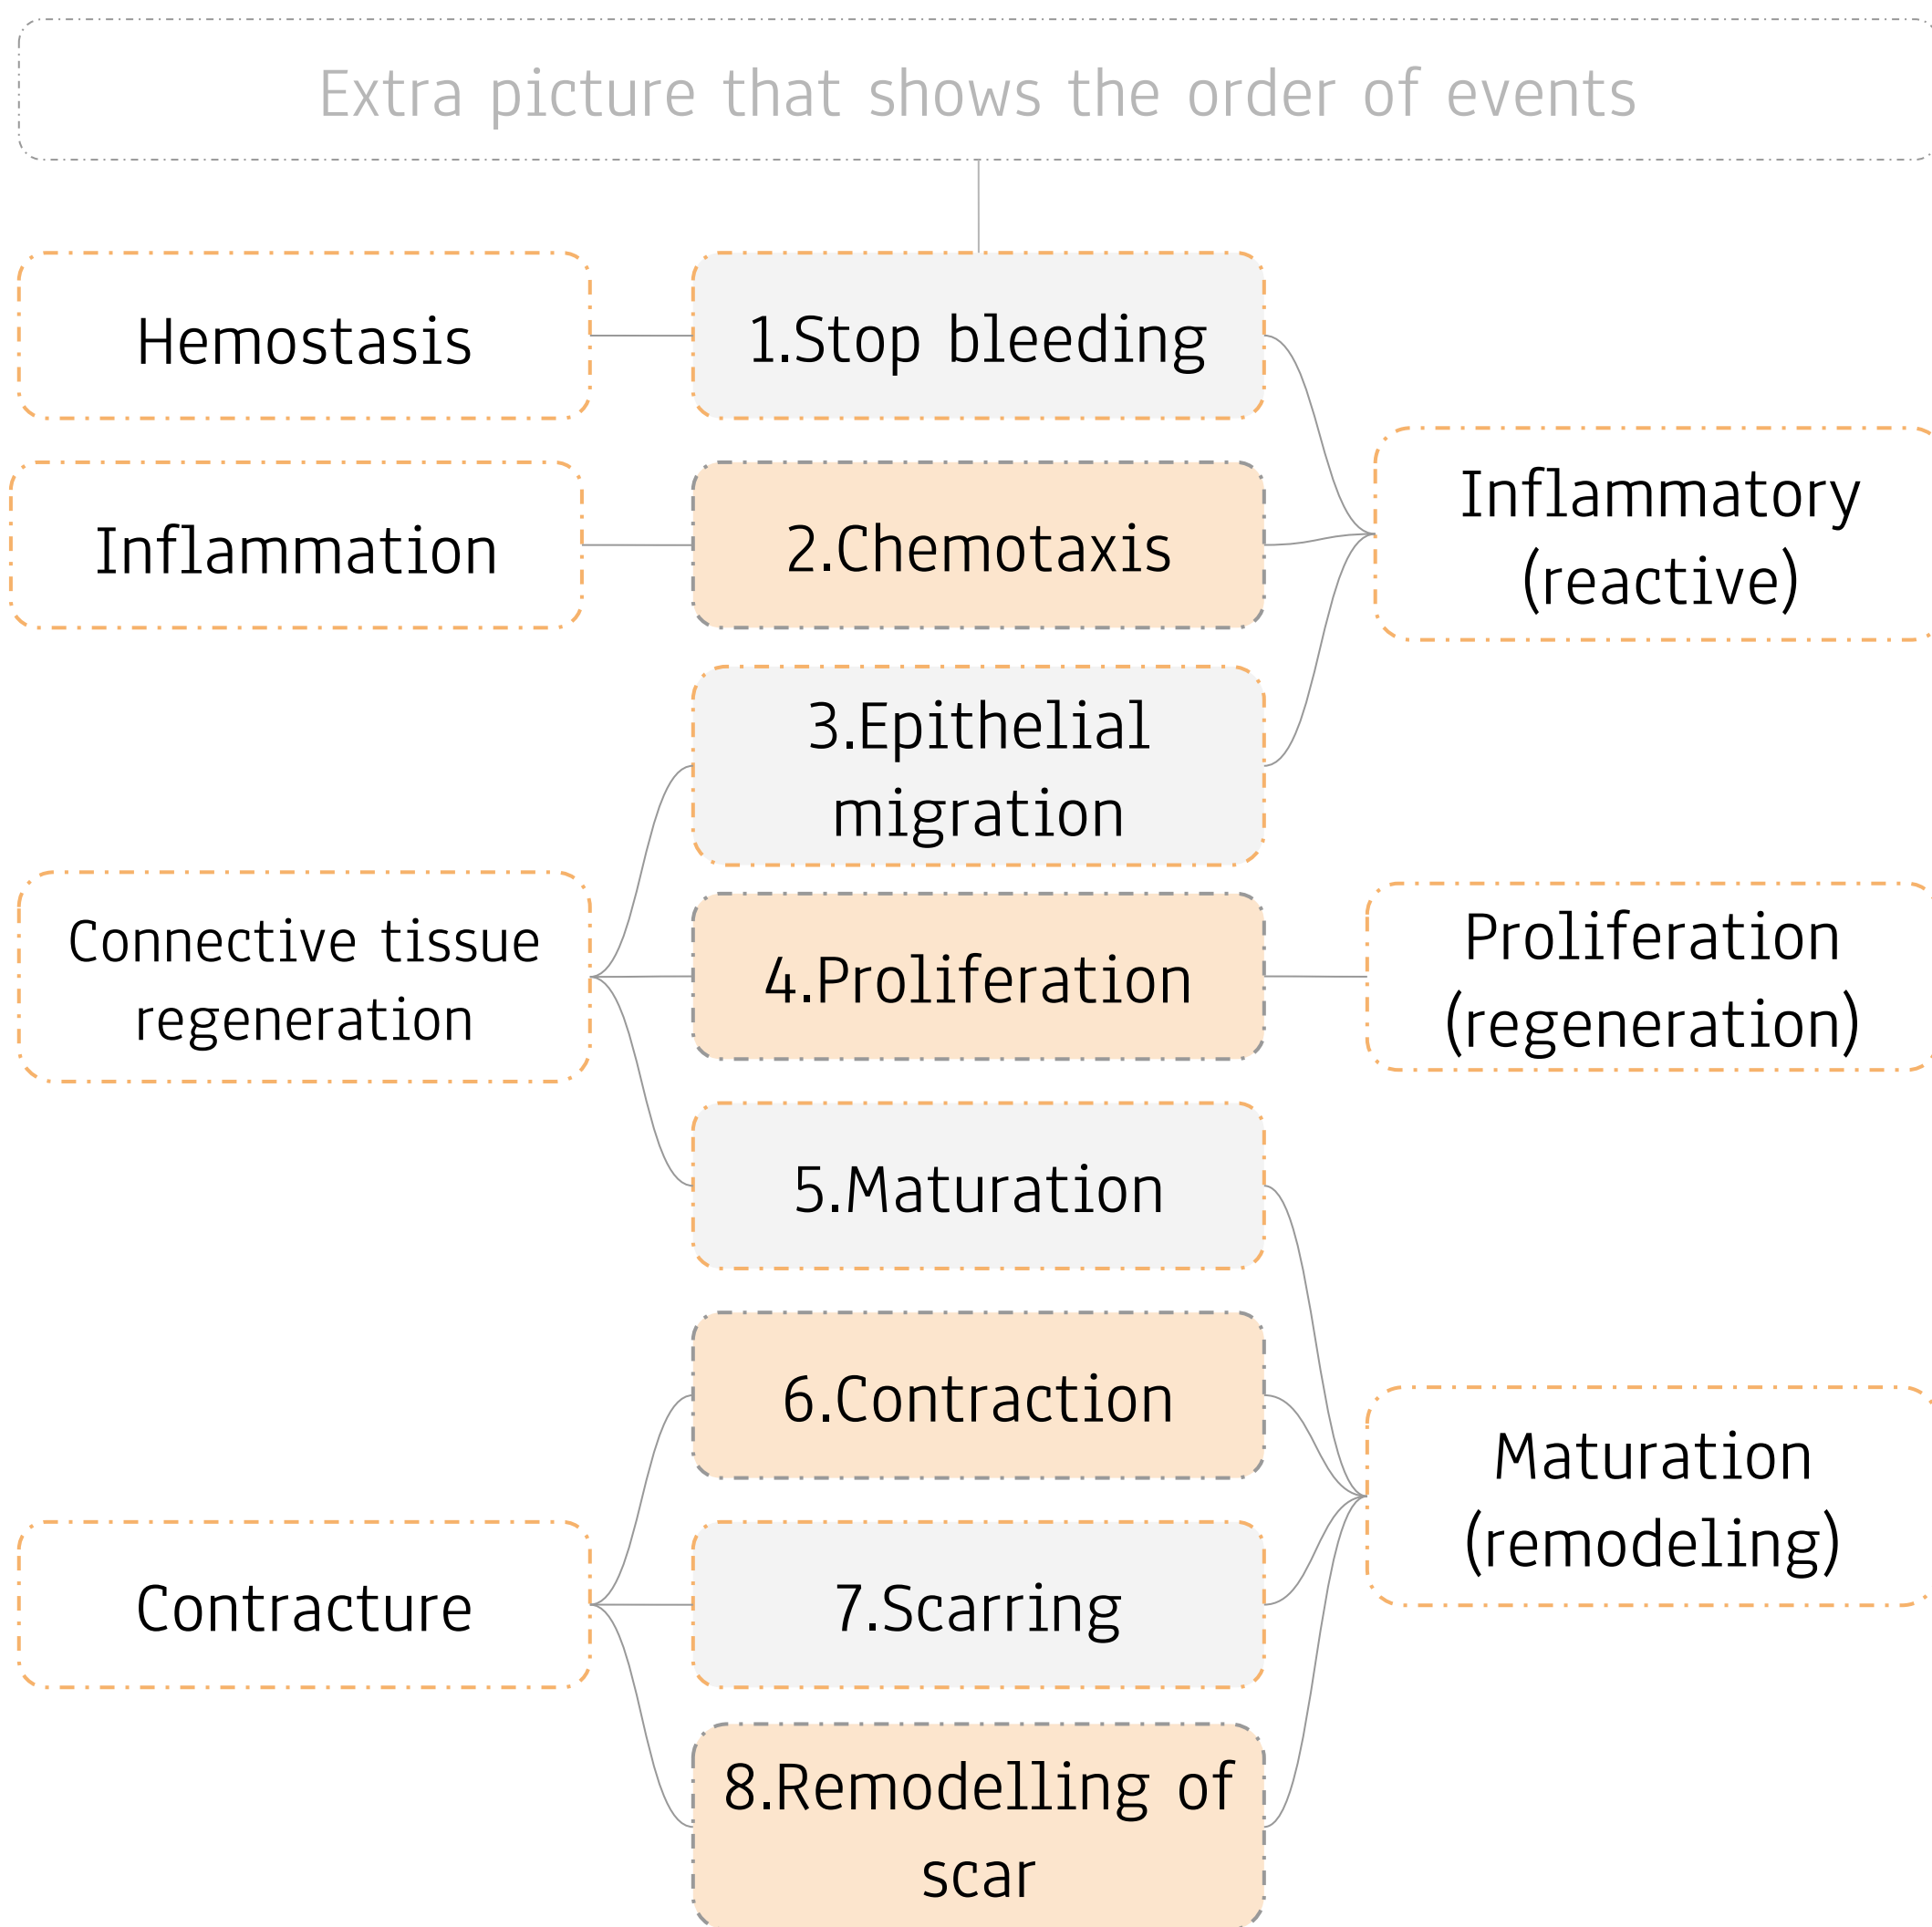 Extra picture that shows the order of events
Hemostasis
1.Stop bleeding
Inflammatory
(reactive)
Inflammation
2.Chemotaxis
3.Epithelial
migration
Connective tissue
regeneration
4.Proliferation
Proliferation
(regeneration)
5.Maturation
6.Contraction
Maturation
(remodeling)
Contracture
7.Scarring
8.Remodelling of
scar